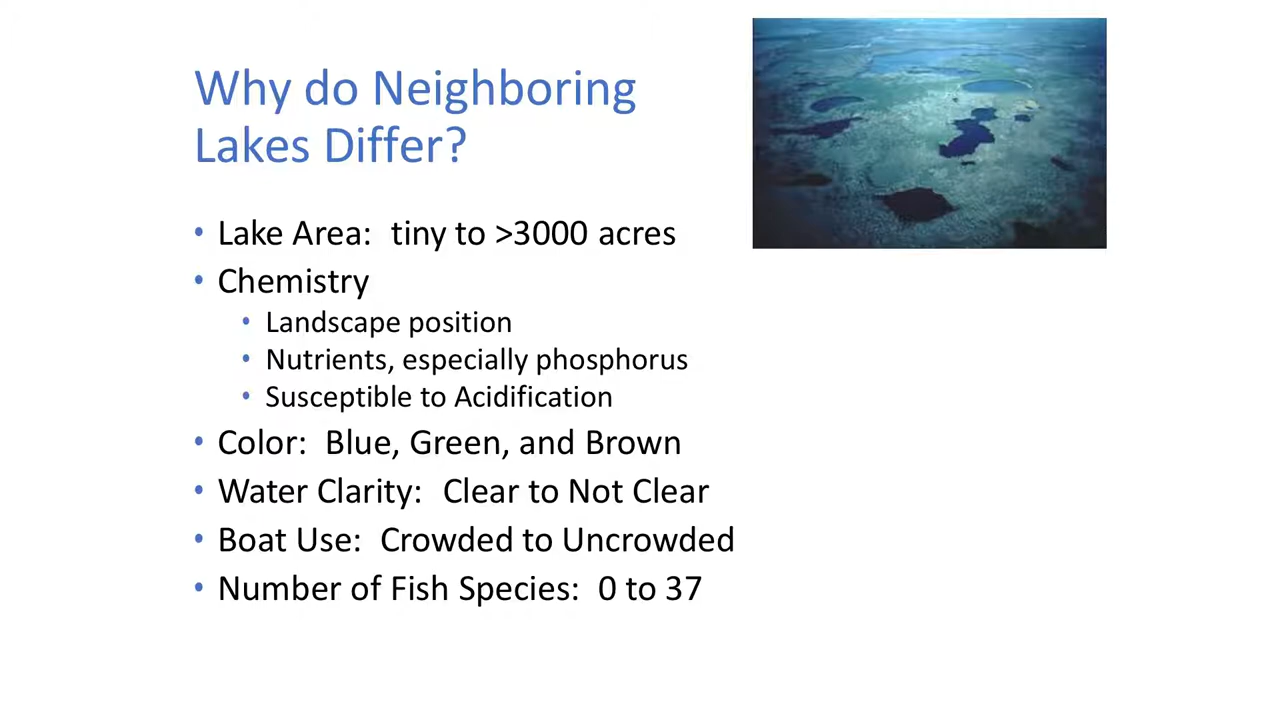 Why do Neighboring
Lakes Differ?
• Lake Area:  tiny to >3000 acres
• Chemistry
• Landscape position
• Nutrients, especially phosphorus
• Susceptible to Acidification
• Color:  Blue, Green, and Brown
• Water Clarity:  Clear to Not Clear
• Boat Use:  Crowded to Uncrowded
• Number of Fish Species:  0 to 37